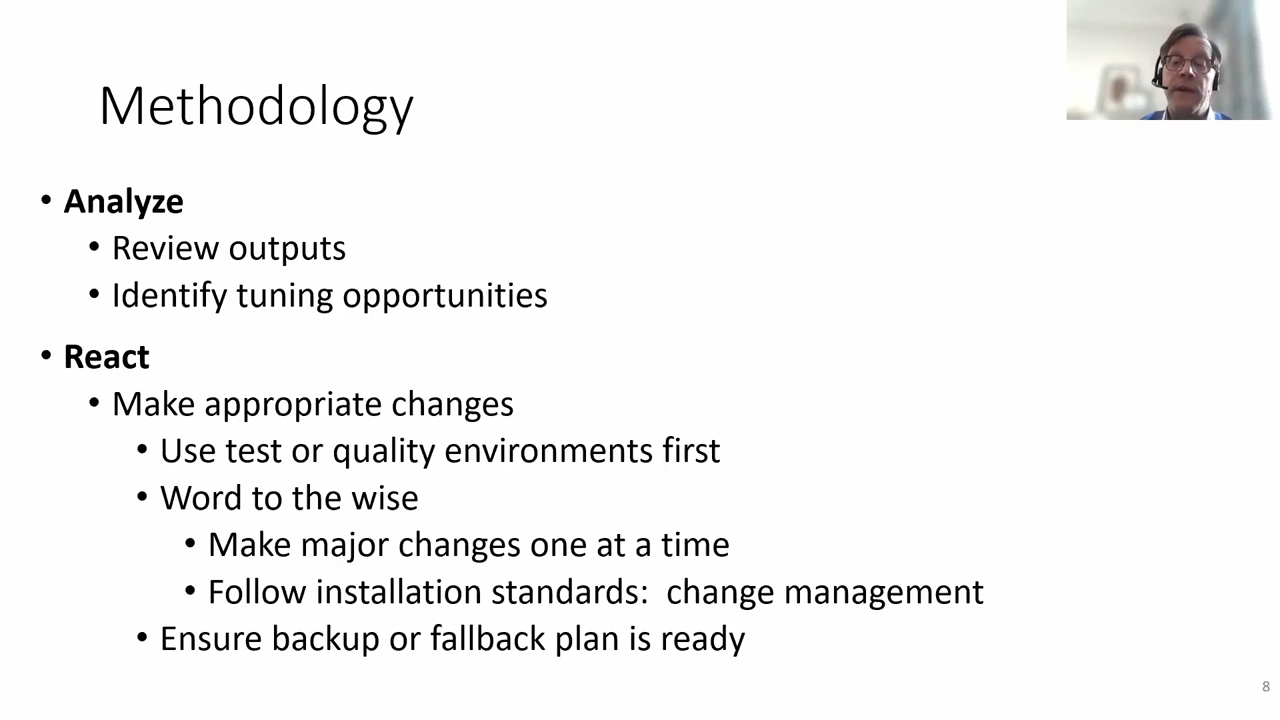 Methodology
• Analyze
• Review outputs
• Identify tuning opportunities
• React
• Make appropriate changes
• Use test or quality environments first
• Word to the wise
• Make major changes one at a time
• Follow installation standards:  change management
• Ensure backup or fallback plan is ready
8